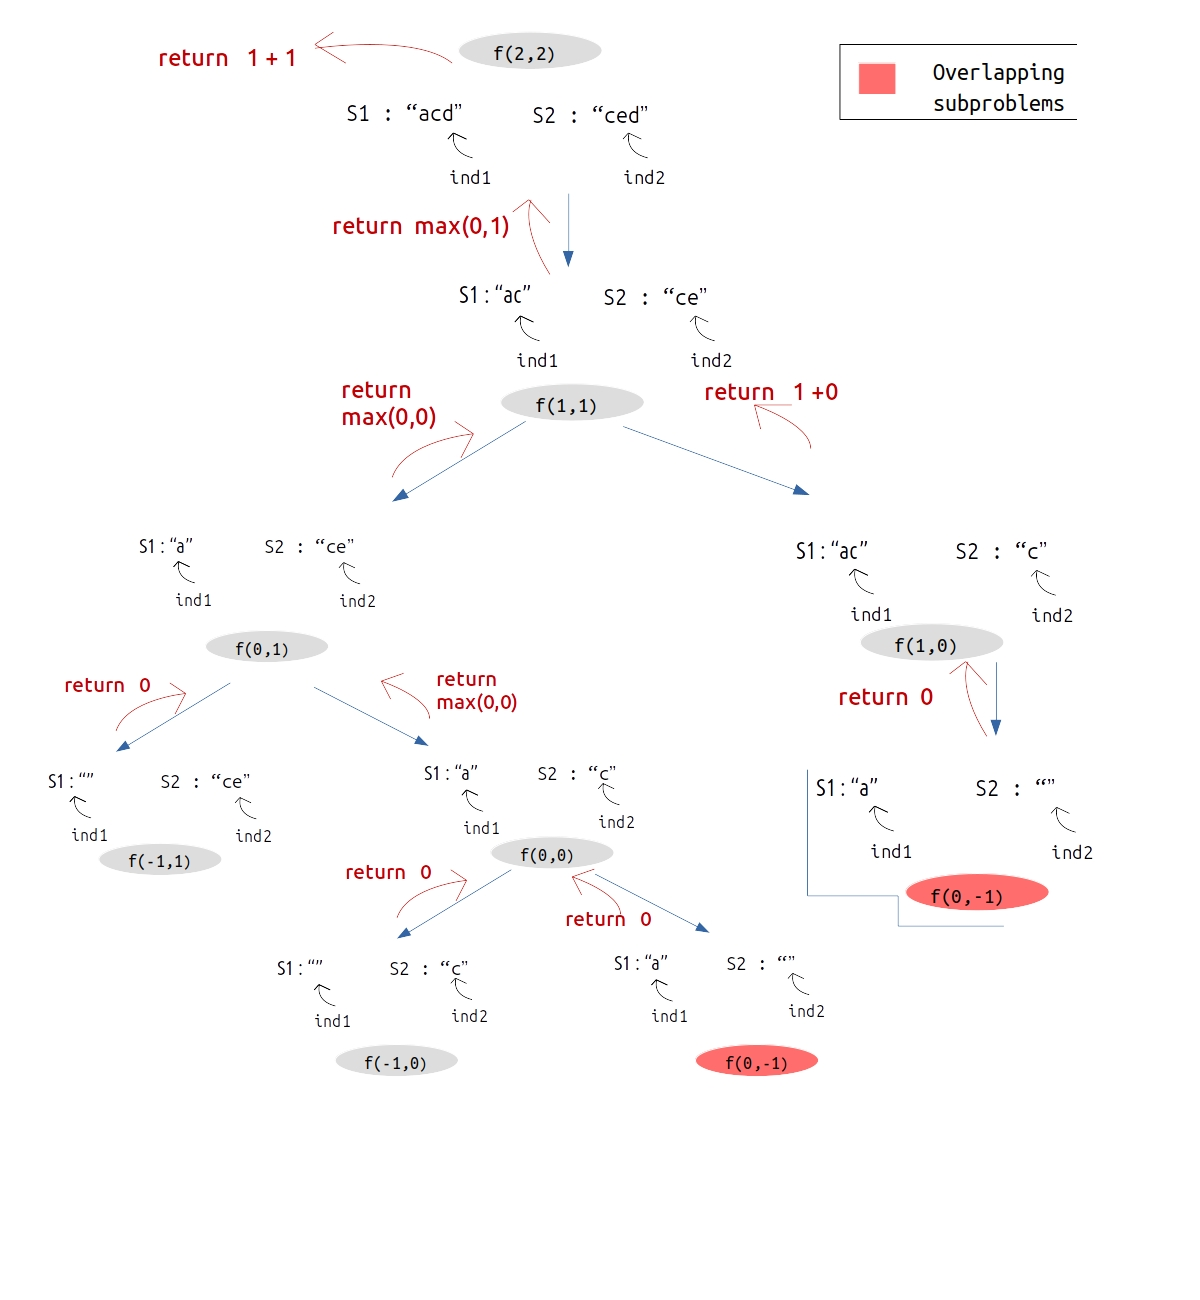 return 1 + 1
f(2,2)
Overlapping
subproblems
S1 : “acd”
S2 : “ced”
ind1
ind2
return max(0,1)
S1:“ac”
S2 : “ce”
ind1
ind2
return
max(0,0)
f(1,1)
return 1 +0
S1:“a”
S2 : “ce”
ind1
ind2
S1:“ac”
S2 : “c”
ind1
ind2
f(0,1)
f(1,0)
return 0
return
max(0,0)
return 0
S1:“”
S2 : “ce”
ind1
ind2
f(-1,1)
S1:“a”
S2 : “c”
ind1
ind2
f(0,0)
S1:“a”
S2 : “”
ind1
ind2
f(0,-1)
return 0
return 0
S1:“”
S2 : “c”
ind1
ind2
f(-1,0)
S1:“a”
S2 : “”
ind1
ind2
f(0,-1)